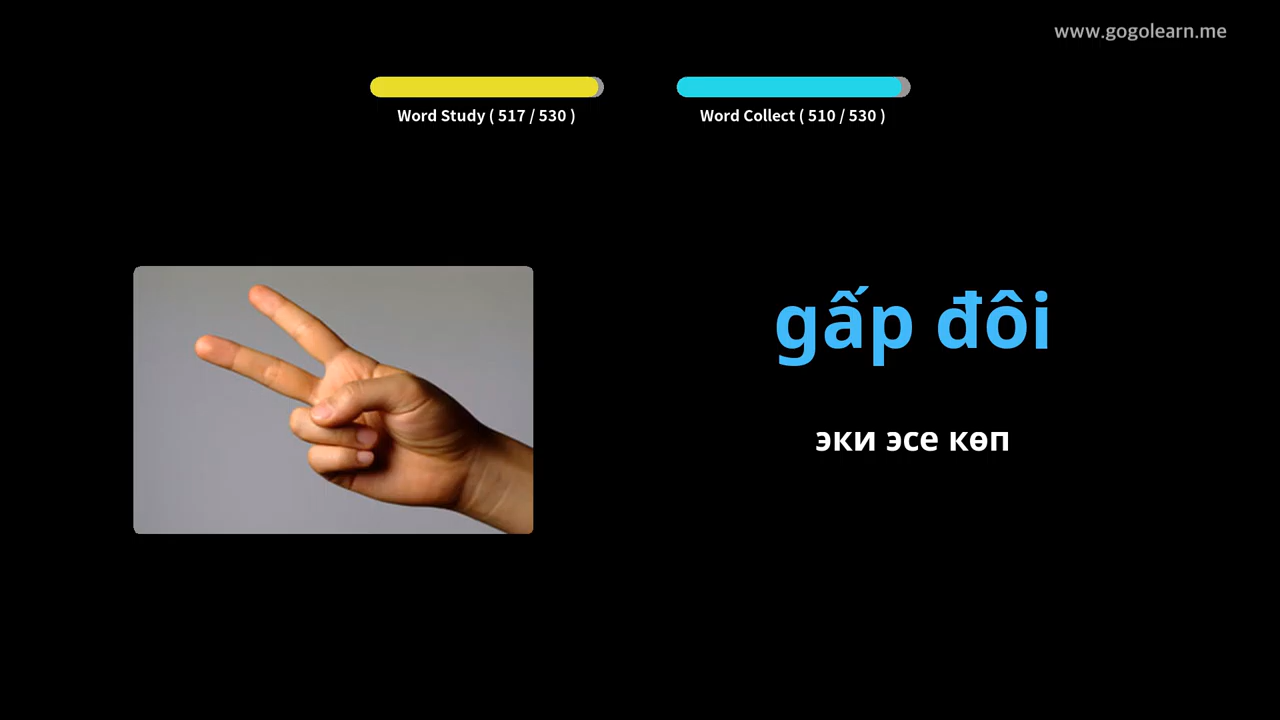 www.gogolearn.me
Word Study ( 517 / 530 )
Word Collect ( 510 / 530 )
gấp đôi
эки эсе көп